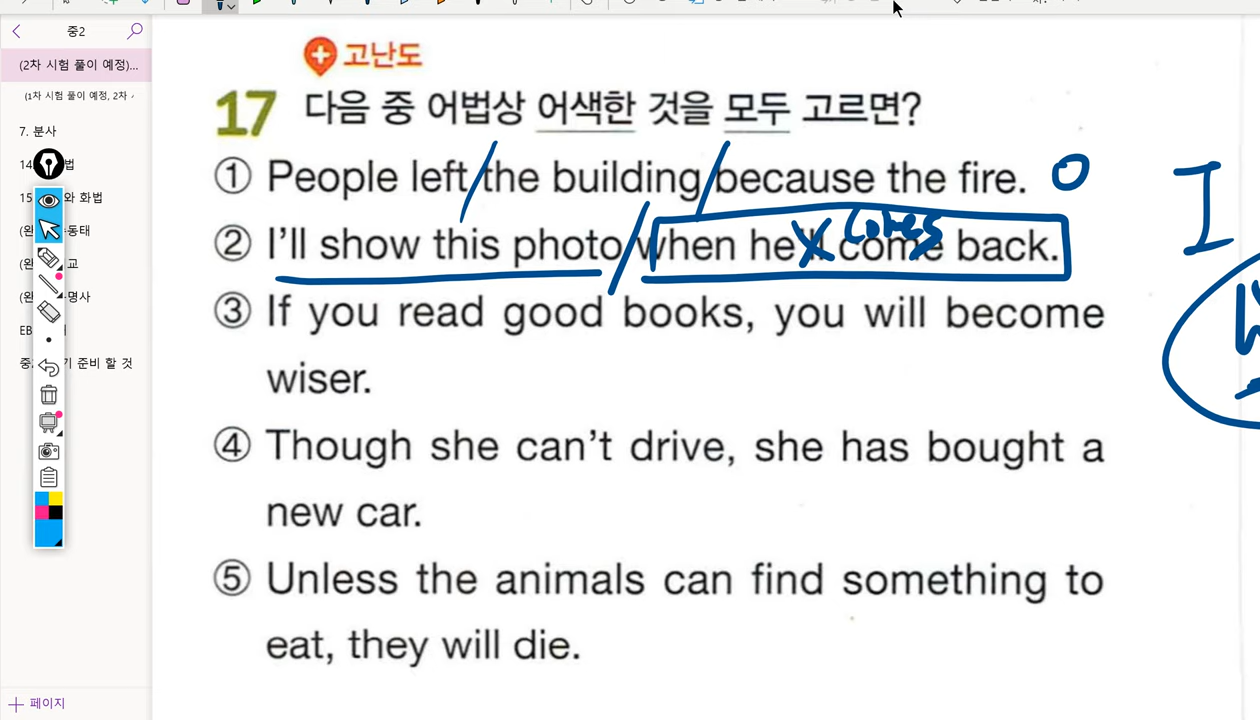 중2
(2차 시험 풀이 예정)...
(1차 시험 풀이 예정, 2차
7. 분사
14 법
15 와 화법
(완 동태
(완 교
(완 명사
EB
중 기 준비 할 것
페이지
고난도
17 다음 중 어법상 어색한 것을 모두 고르면?
① People left the building because the fire. O
② I'll show this photo when he'll come back.
comes
③ If you read good books, you will become
wiser.
④ Though she can't drive, she has bought a
new car.
⑤ Unless the animals can find something to
eat, they will die.
I